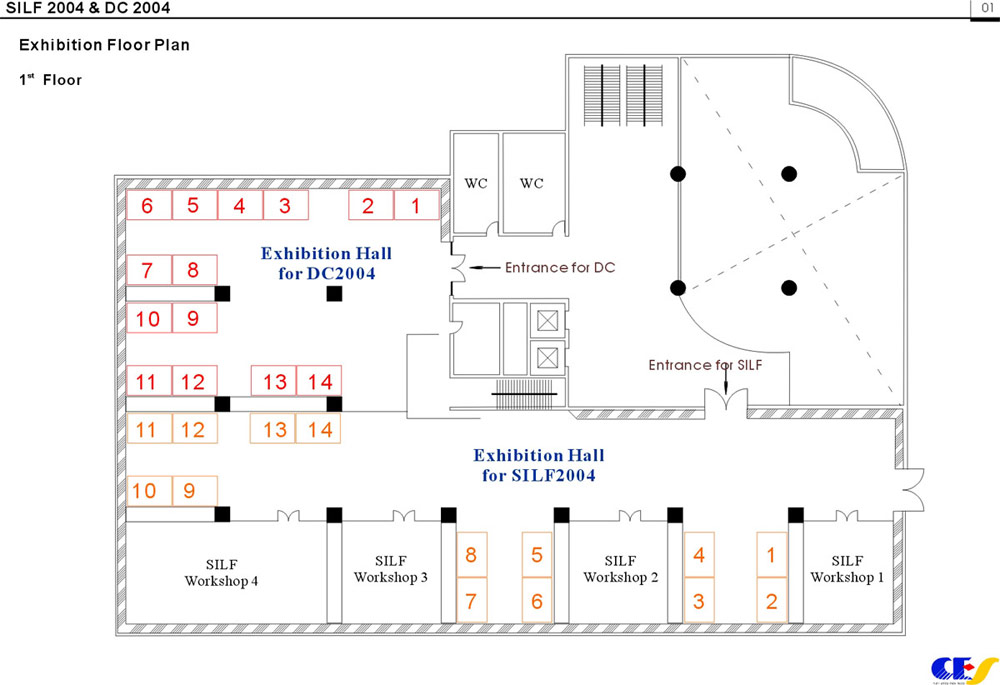 SILF 2004 & DC 2004
01
Exhibition Floor Plan
1st Floor
WC
WC
6 5 4 3 2 1
Exhibition Hall
for DC2004
7 8
Entrance for DC
10 9
Entrance for SILF
11 12 13 14
11 12 13 14
Exhibition Hall
for SILF2004
10 9
8 5 4 1
SILF
Workshop 4
SILF
Workshop 3
SILF
Workshop 2
SILF
Workshop 1
7 6 3 2
CES